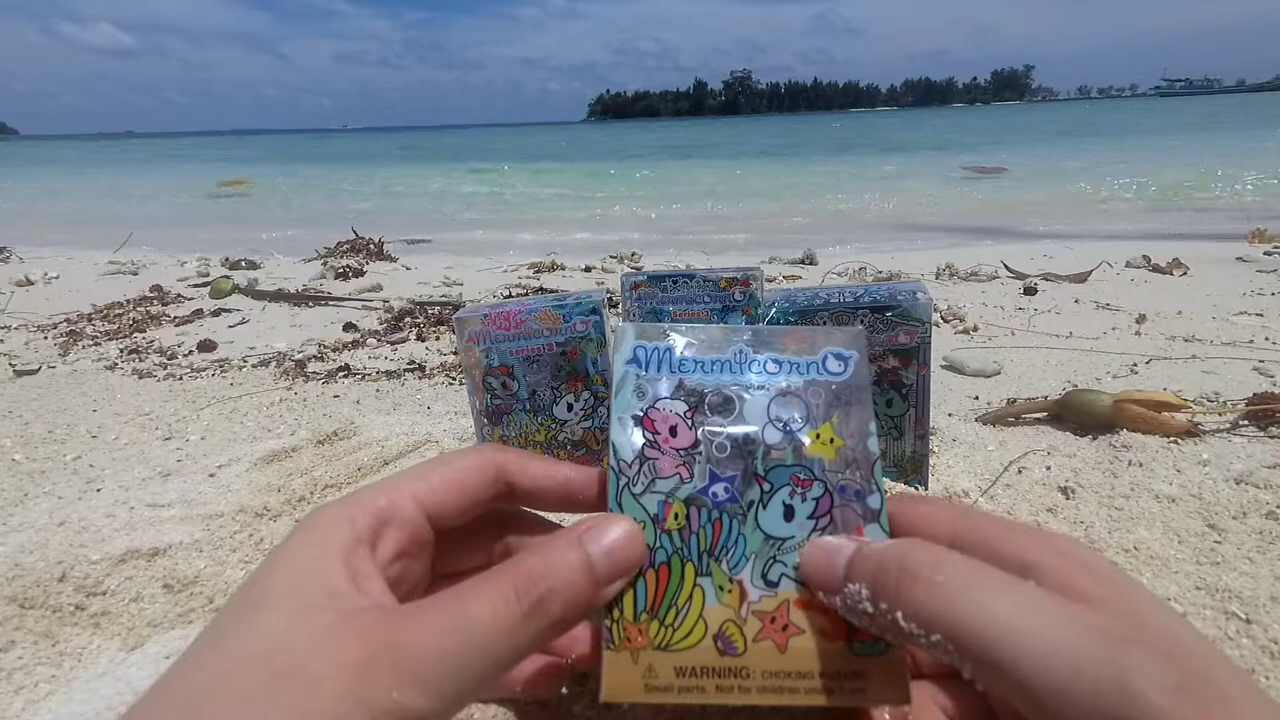 MERMICORNO
Series 3
MERMICORNO
series 3
MERMICORNO
WARNING: CHOKING HAZARD
Small parts. Not for children under 3 yrs.